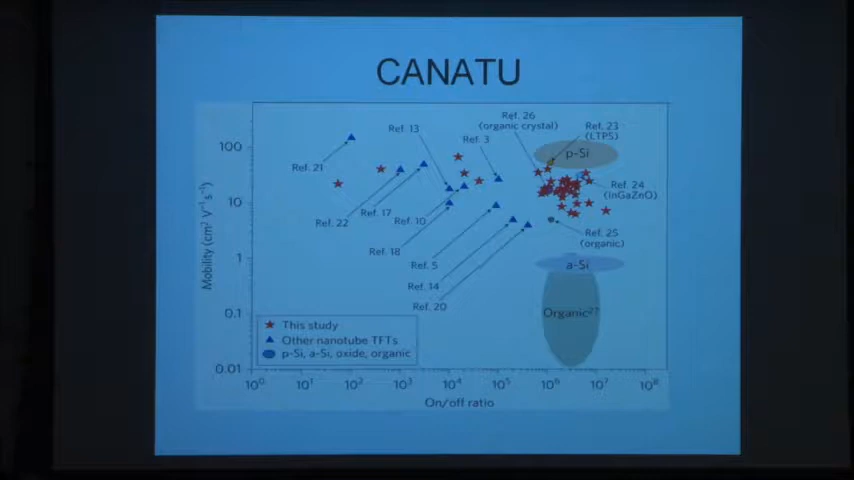 CANATU
Ref. 26
(organic crystal)
Ref. 23
(LTPS)
Ref. 13
Ref. 3
p-Si
100
Ref. 21
Ref. 24
(InGaZnO)
10
Ref. 22
Ref. 17
Ref. 10
Ref. 25
(organic)
Ref. 18
Ref. 5
1
a-Si
Ref. 14
Ref. 20
Mobility (cm² V⁻¹ s⁻¹)
0.1
Organic²⁷
This study
Other nanotube TFTs
p-Si, a-Si, oxide, organic
0.01
10⁰ 10¹ 10² 10³ 10⁴ 10⁵ 10⁶ 10⁷ 10⁸
On/off ratio